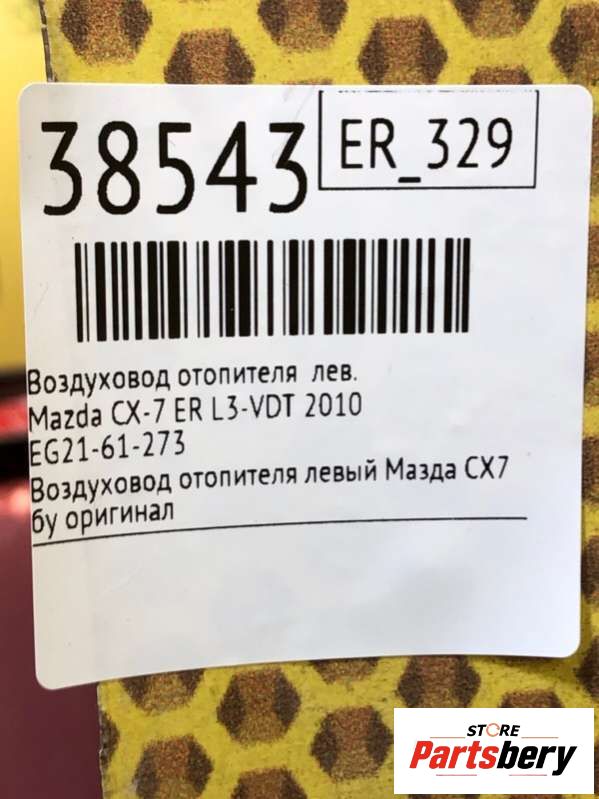 38543
ER_329
Воздуховод отопителя лев.
Mazda CX-7 ER L3-VDT 2010
EG21-61-273
Воздуховод отопителя левый Мазда CX7
бу оригинал
STORE
Partsbery